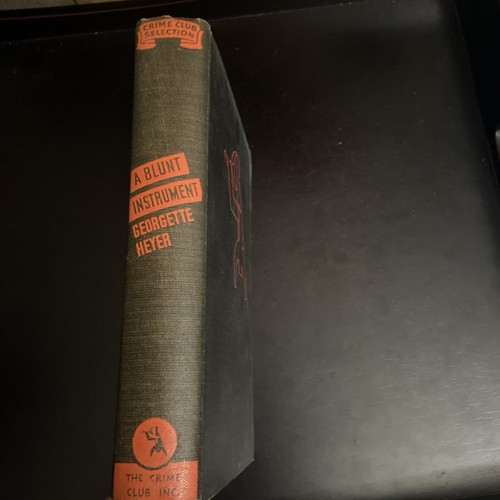 CRIME CLUB
SELECTION
A BLUNT
INSTRUMENT
GEORGETTE
HEYER
THE CRIME
CLUB INC.